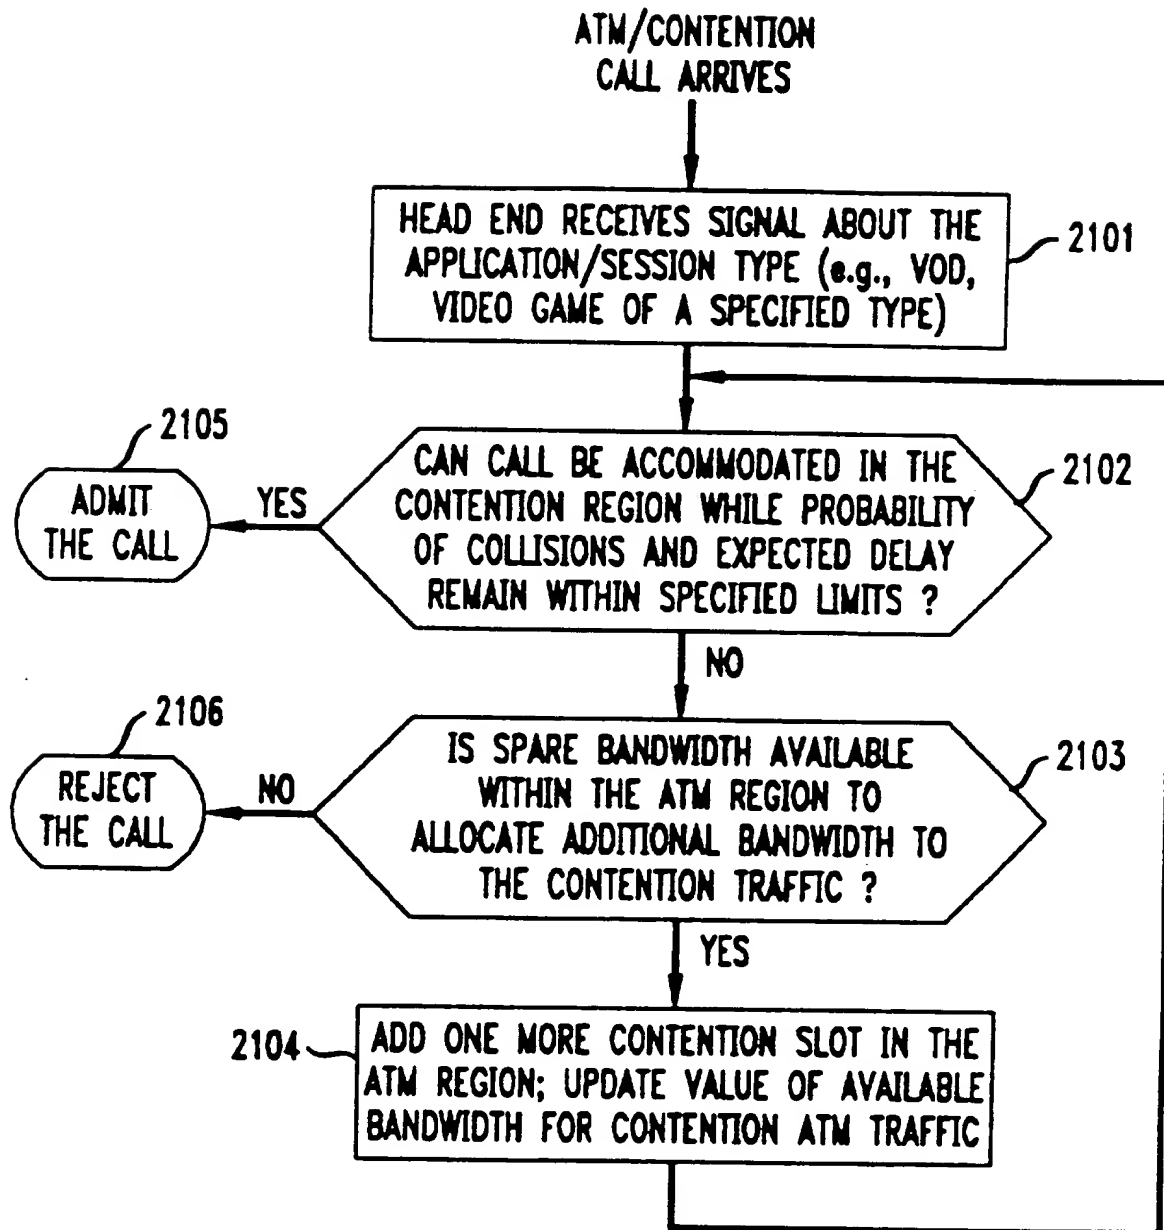 ATM/CONTENTION
CALL ARRIVES
HEAD END RECEIVES SIGNAL ABOUT THE
APPLICATION/SESSION TYPE (e.g., VOD,
VIDEO GAME OF A SPECIFIED TYPE)
2101
2105
ADMIT
THE CALL
YES
CAN CALL BE ACCOMMODATED IN THE
CONTENTION REGION WHILE PROBABILITY
OF COLLISIONS AND EXPECTED DELAY
REMAIN WITHIN SPECIFIED LIMITS ?
2102
NO
2106
REJECT
THE CALL
NO
IS SPARE BANDWIDTH AVAILABLE
WITHIN THE ATM REGION TO
ALLOCATE ADDITIONAL BANDWIDTH TO
THE CONTENTION TRAFFIC ?
2103
YES
2104
ADD ONE MORE CONTENTION SLOT IN THE
ATM REGION; UPDATE VALUE OF AVAILABLE
BANDWIDTH FOR CONTENTION ATM TRAFFIC